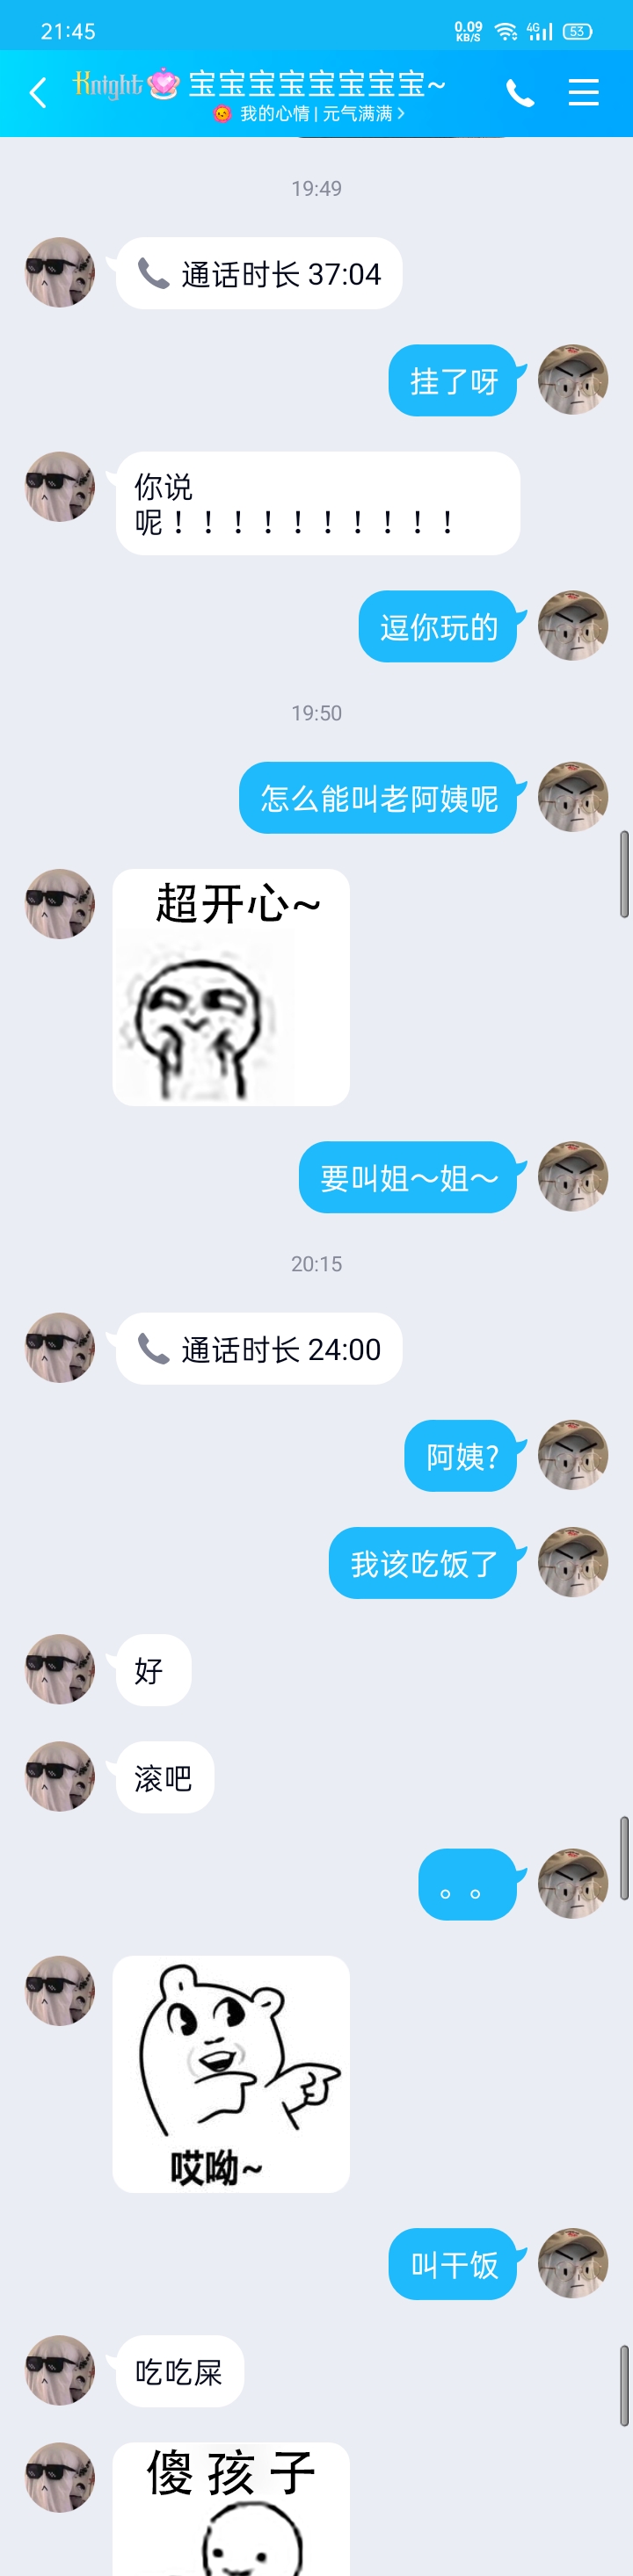 21:45
0.09 KB/S
4G
53
Knight 宝宝宝宝宝宝宝宝~
我的心情 | 元气满满
19:49
通话时长 37:04
挂了呀
你说
呢！！！！！！！！！！
逗你玩的
19:50
怎么能叫老阿姨呢
超开心~
要叫姐～姐～
20:15
通话时长 24:00
阿姨?
我该吃饭了
好
滚吧
。。
哎呦~
叫干饭
吃吃屎
傻孩子